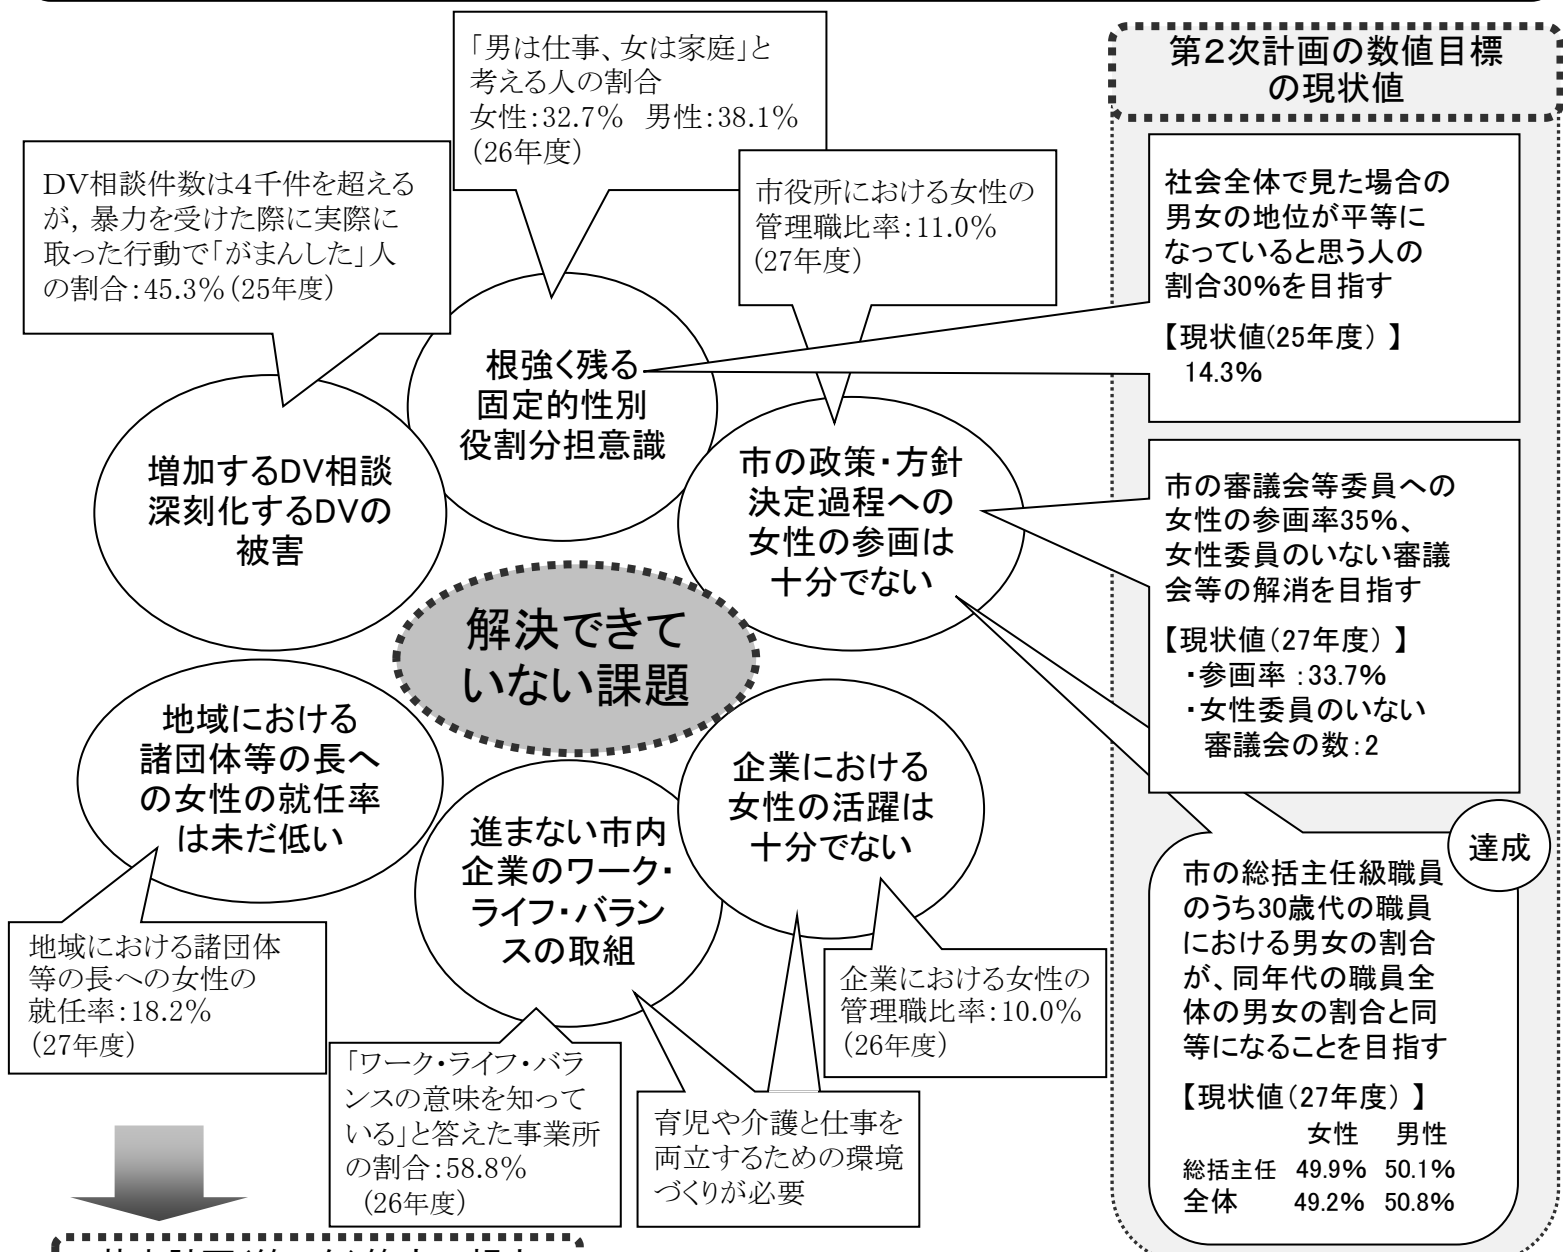 「男は仕事、女は家庭」と
考える人の割合
女性:32.7% 男性:38.1%
(26年度)
DV相談件数は4千件を超える
が, 暴力を受けた際に実際に
取った行動で「がまんした」人
の割合:45.3%(25年度)
市役所における女性の
管理職比率:11.0%
(27年度)
根強く残る
固定的性別
役割分担意識
増加するDV相談
深刻化するDVの
被害
市の政策・方針
決定過程への
女性の参画は
十分でない
解決できて
いない課題
地域における
諸団体等の長へ
の女性の就任率
は未だ低い
進まない市内
企業のワーク・
ライフ・バラン
スの取組
企業における
女性の活躍は
十分でない
地域における諸団体
等の長への女性の
就任率:18.2%
(27年度)
「ワーク・ライフ・バラ
ンスの意味を知って
いる」と答えた事業所
の割合:58.8%
(26年度)
育児や介護と仕事を
両立するための環境
づくりが必要
企業における女性の
管理職比率:10.0%
(26年度)
第2次計画の数値目標
の現状値
社会全体で見た場合の
男女の地位が平等に
なっていると思う人の
割合30%を目指す
【現状値(25年度) 】
14.3%
市の審議会等委員への
女性の参画率35%、
女性委員のいない審議
会等の解消を目指す
【現状値(27年度) 】
・参画率 :33.7%
・女性委員のいない
審議会の数:2
達成
市の総括主任級職員
のうち30歳代の職員
における男女の割合
が、同年代の職員全
体の男女の割合と同
等になることを目指す
【現状値(27年度) 】
女性 男性
総括主任 49.9% 50.1%
全体 49.2% 50.8%